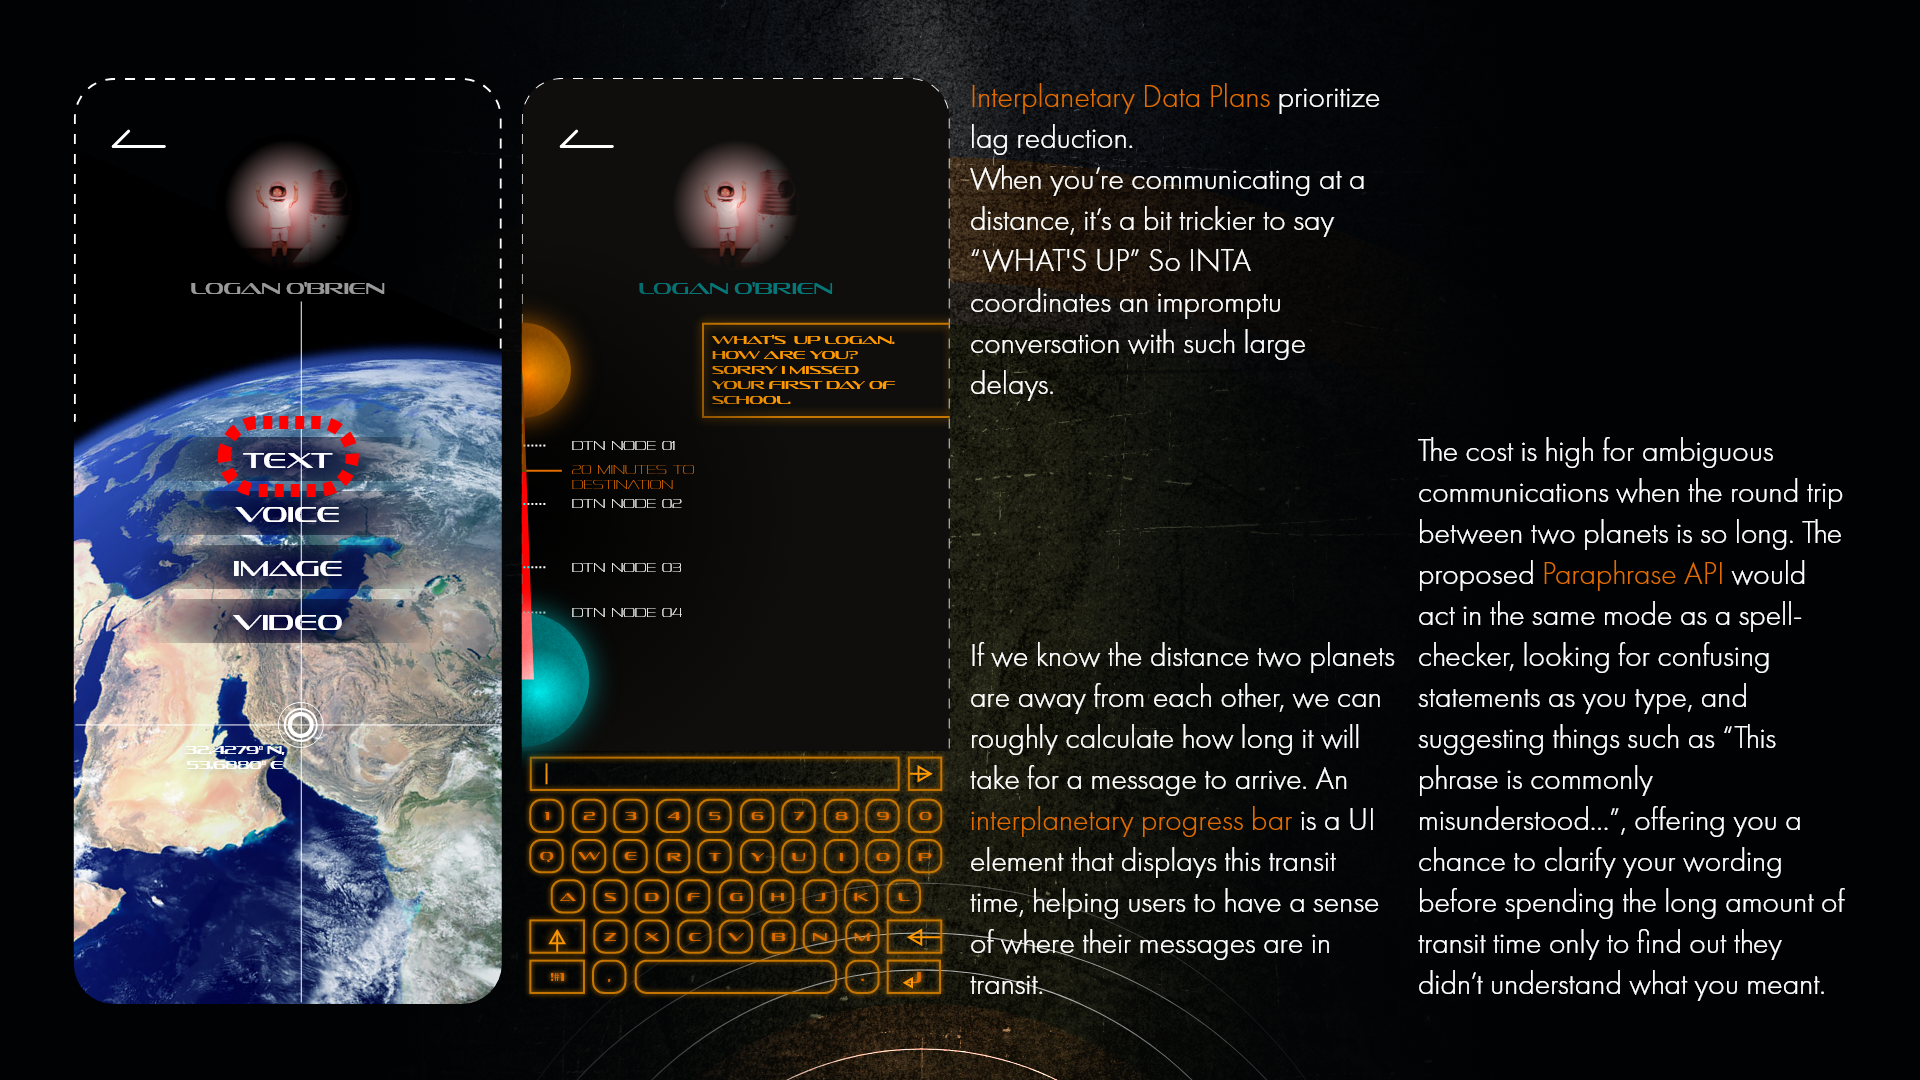 LOGAN O'BRIEN
TEXT
VOICE
IMAGE
VIDEO
32.4279° N,
53.6880° E
LOGAN O'BRIEN
WHAT'S UP LOGAN.
HOW ARE YOU?
SORRY I MISSED
YOUR FIRST DAY OF
SCHOOL.
DTN NODE 01
20 MINUTES TO
DESTINATION
DTN NODE 02
DTN NODE 03
DTN NODE 04
1 2 3 4 5 6 7 8 9 0
Q W E R T Y U I O P
A S D F G H J K L
Z X C V B N M
!#1 , .
Interplanetary Data Plans prioritize
lag reduction.
When you're communicating at a
distance, it's a bit trickier to say
“WHAT'S UP” So INTA
coordinates an impromptu
conversation with such large
delays.
If we know the distance two planets
are away from each other, we can
roughly calculate how long it will
take for a message to arrive. An
interplanetary progress bar is a UI
element that displays this transit
time, helping users to have a sense
of where their messages are in
transit.
The cost is high for ambiguous
communications when the round trip
between two planets is so long. The
proposed Paraphrase API would
act in the same mode as a spell-
checker, looking for confusing
statements as you type, and
suggesting things such as “This
phrase is commonly
misunderstood...”, offering you a
chance to clarify your wording
before spending the long amount of
transit time only to find out they
didn't understand what you meant.